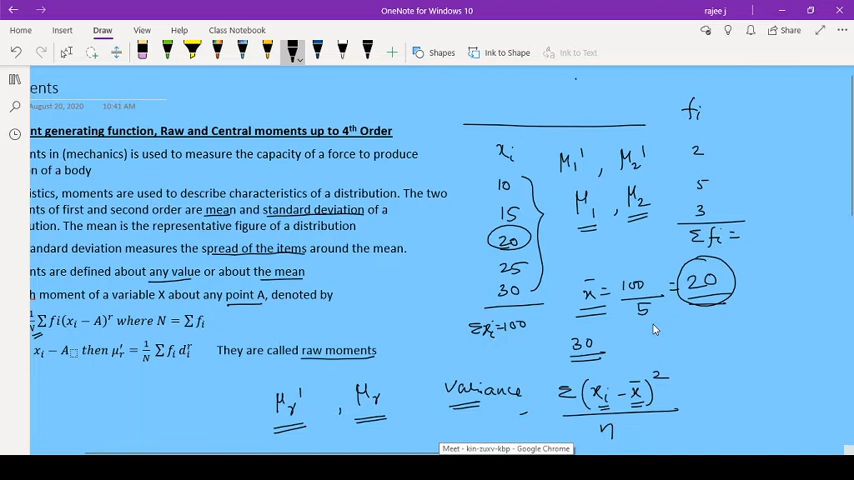 OneNote for Windows 10
rajee j
Home Insert Draw View Help Class Notebook
Share
Shapes Ink to Shape Ink to Text
ents
August 20, 2020 10:41 AM
nt generating function, Raw and Central moments up to 4th Order
nts in (mechanics) is used to measure the capacity of a force to produce
n of a body
istics, moments are used to describe characteristics of a distribution. The two
nts of first and second order are mean and standard deviation of a
ution. The mean is the representative figure of a distribution
tandard deviation measures the spread of the items around the mean.
ents are defined about any value or about the mean
h moment of a variable X about any point A, denoted by
1/N ∑ fi(xi − A)^r where N = ∑ fi
xi − A then μr′ = 1/N ∑ fi di^r They are called raw moments
xi
10
15
20
25
30
Σxi=100
μ1′, μ2′
μ1, μ2
fi
2
5
3
Σfi=
x̄ = 100/5 = 20
30
μr′, μr
Variance
Σ(xi − x̄)²
n
Meet - kin-zuxv-kbp - Google Chrome